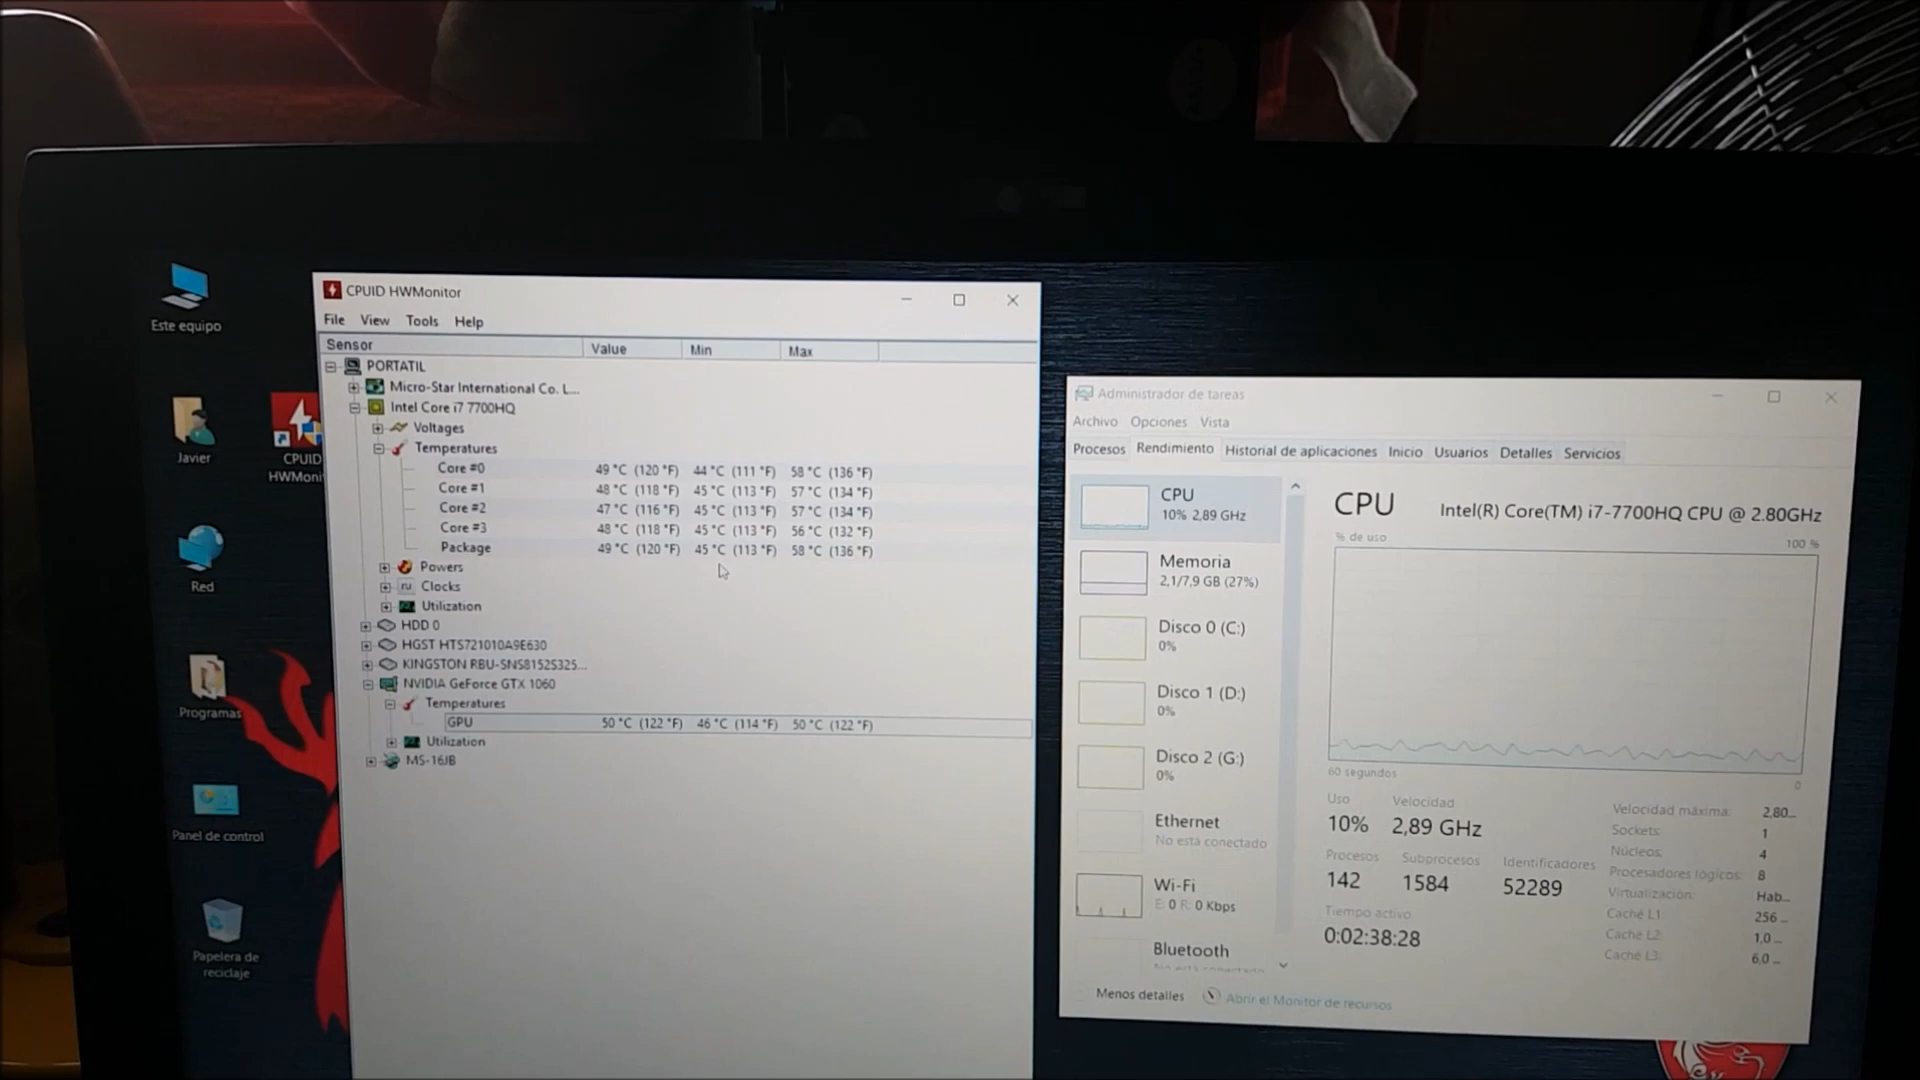 Este equipo
Javier
CPUID
HWMoni
Red
Programas
Panel de control
Papelera de
reciclaje
CPUID HWMonitor
File View Tools Help
Sensor Value Min Max
PORTATIL
Micro-Star International Co. L...
Intel Core i7 7700HQ
Voltages
Temperatures
Core #0 49 °C (120 °F) 44 °C (111 °F) 58 °C (136 °F)
Core #1 48 °C (118 °F) 45 °C (113 °F) 57 °C (134 °F)
Core #2 47 °C (116 °F) 45 °C (113 °F) 57 °C (134 °F)
Core #3 48 °C (118 °F) 45 °C (113 °F) 56 °C (132 °F)
Package 49 °C (120 °F) 45 °C (113 °F) 58 °C (136 °F)
Powers
Clocks
Utilization
HDD 0
HGST HTS721010A9E630
KINGSTON RBU-SNS8152S325...
NVIDIA GeForce GTX 1060
Temperatures
GPU 50 °C (122 °F) 46 °C (114 °F) 50 °C (122 °F)
Utilization
MS-16JB
Administrador de tareas
Archivo Opciones Vista
Procesos Rendimiento Historial de aplicaciones Inicio Usuarios Detalles Servicios
CPU
10% 2,89 GHz
Memoria
2,1/7,9 GB (27%)
Disco 0 (C:)
0%
Disco 1 (D:)
0%
Disco 2 (G:)
0%
Ethernet
No está conectado
Wi-Fi
E: 0 R: 0 Kbps
Bluetooth
CPU Intel(R) Core(TM) i7-7700HQ CPU @ 2.80GHz
% de uso 100 %
60 segundos 0
Uso Velocidad
10% 2,89 GHz
Procesos Subprocesos Identificadores
142 1584 52289
Tiempo activo
0:02:38:28
Velocidad máxima: 2,80...
Sockets: 1
Núcleos: 4
Procesadores lógicos: 8
Virtualización: Hab...
Caché L1: 256 ...
Caché L2: 1,0 ...
Caché L3: 6,0 ...
Menos detalles Abrir el Monitor de recursos